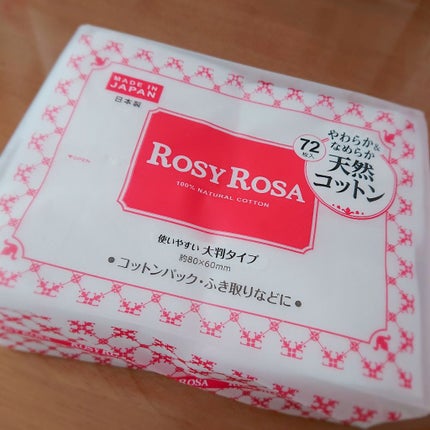 MADE IN
JAPAN
日本製
やわらか&
なめらか
72
枚入
天然
コットン
OPEN
ROSY ROSA
100% NATURAL COTTON
使いやすい 大判タイプ
約80×60mm
●コットンパック・ふき取りなどに●
ROSA